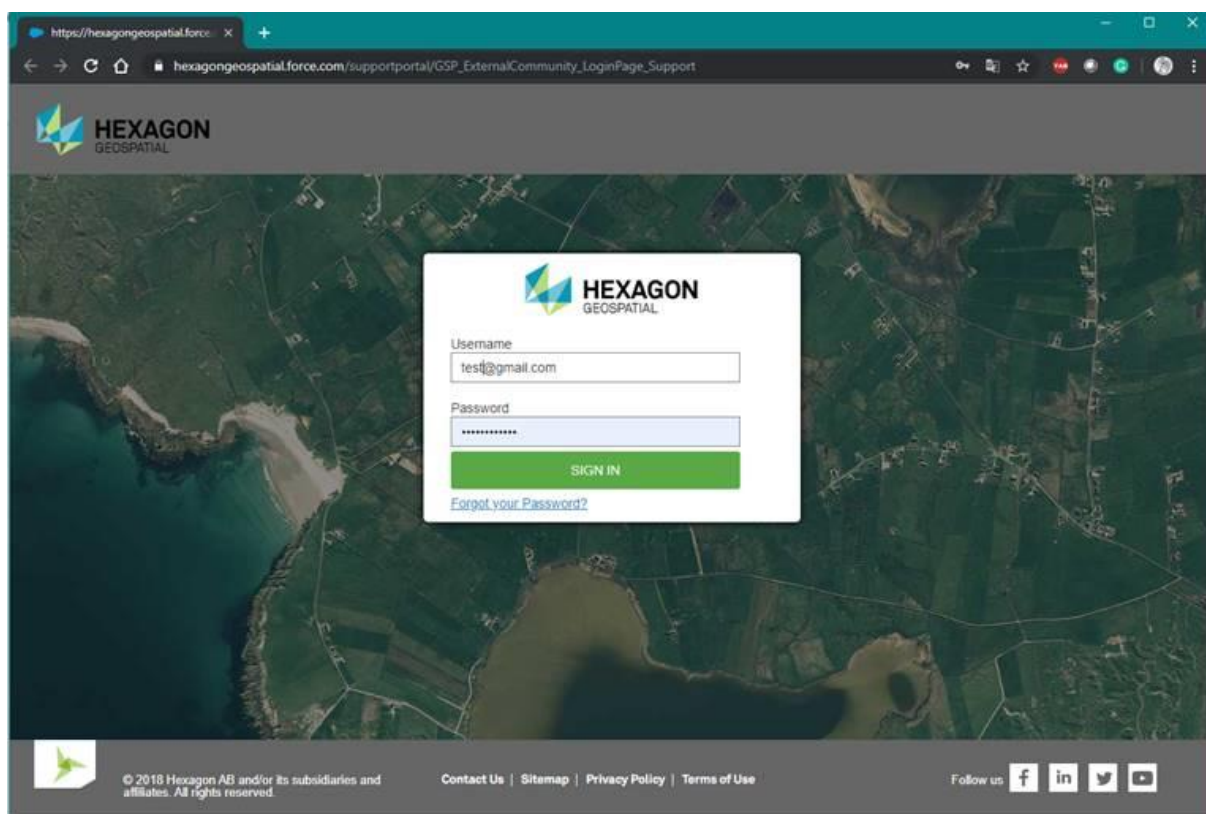 https://hexagongeospatial.force.
hexagongeospatial.force.com/supportportal/GSP_ExternalCommunity_LoginPage_Support
HEXAGON
GEOSPATIAL
HEXAGON
GEOSPATIAL
Username
test@gmail.com
Password
••••••••••••
SIGN IN
Forgot your Password?
© 2018 Hexagon AB and/or its subsidiaries and
affiliates. All rights reserved.
Contact Us | Sitemap | Privacy Policy | Terms of Use
Follow us